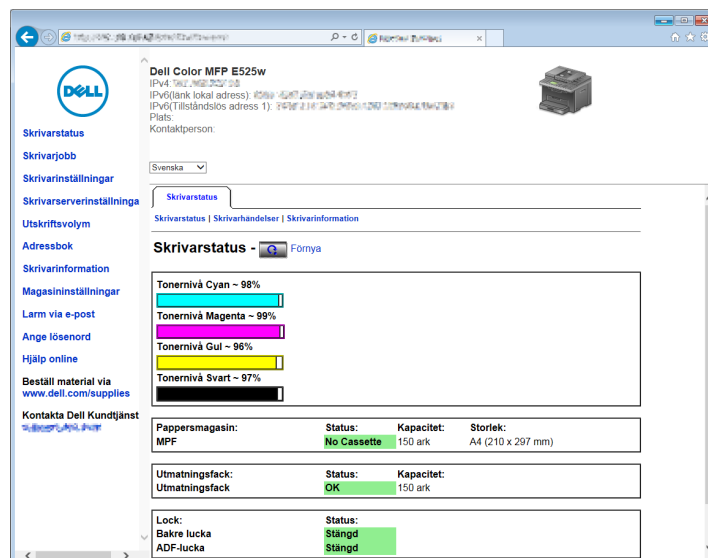 Dell Color MFP E525w
IPv4:
IPv6(länk lokal adress):
IPv6(Tillståndslös adress 1):
Plats:
Kontaktperson:
Svenska
DELL
Skrivarstatus
Skrivarjobb
Skrivarinställningar
Skrivarserverinställninga
Utskriftsvolym
Adressbok
Skrivarinformation
Magasininställningar
Larm via e-post
Ange lösenord
Hjälp online
Beställ material via
www.dell.com/supplies
Kontakta Dell Kundtjänst
Skrivarstatus
Skrivarstatus | Skrivarhändelser | Skrivarinformation
Skrivarstatus - Förnya
Tonernivå Cyan ~ 98%
Tonernivå Magenta ~ 99%
Tonernivå Gul ~ 96%
Tonernivå Svart ~ 97%
Pappersmagasin: Status: Kapacitet: Storlek:
MPF No Cassette 150 ark A4 (210 x 297 mm)
Utmatningsfack: Status: Kapacitet:
Utmatningsfack OK 150 ark
Lock: Status:
Bakre lucka Stängd
ADF-lucka Stängd